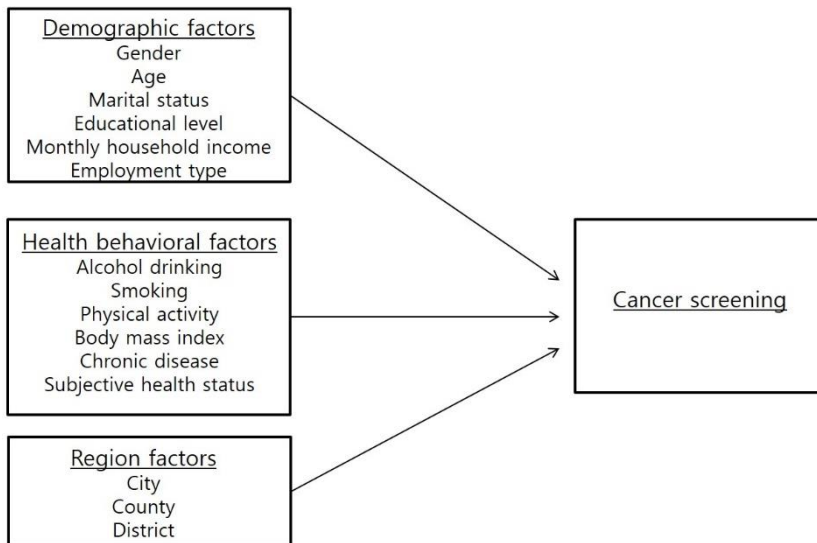 Demographic factors
Gender
Age
Marital status
Educational level
Monthly household income
Employment type
Health behavioral factors
Alcohol drinking
Smoking
Physical activity
Body mass index
Chronic disease
Subjective health status
Region factors
City
County
District
Cancer screening